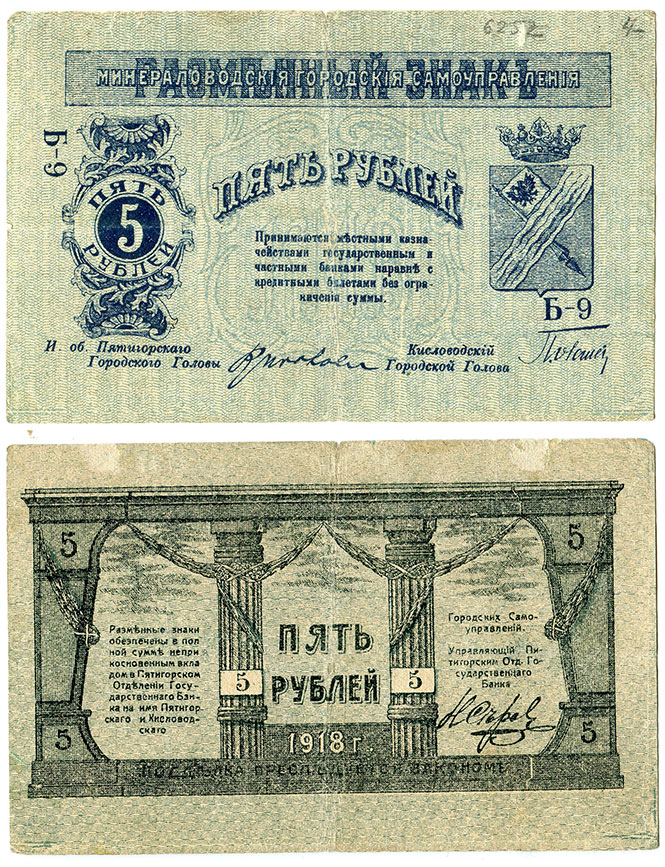 6252 4
РАЗМѢННЫЙ ЗНАКЪ
МИНЕРАЛОВОДСКІЯ ГОРОДСКІЯ САМОУПРАВЛЕНІЯ
Б-9
ПЯТЬ
5
РУБЛЕЙ
ПЯТЬ РУБЛЕЙ
Принимаются мѣстными казна-
чействами государственным и
частными банками наравнѣ с
кредитными билетами без огра-
ниченія суммы.
Б-9
И. об. Пятигорскаго
Городского Головы
Кисловодскій
Городской Голова
5
5
Размѣнные знаки
обезпечены в пол
ной суммѣ непри
косновенным вкла
дом в Пятигорском
Отдѣленіи Госу-
дарственнаго Бан-
ка на имя Пятигор-
скаго и Кисловод-
скаго
ПЯТЬ
РУБЛЕЙ
5
5
1918 г.
Городских Само-
управленій.
Управляющій Пя-
тигорским Отд. Го-
сударственнаго
Банка
5
5
ПОДДѢЛКА ПРЕСЛѢДУЕТСЯ ЗАКОНОМЪ